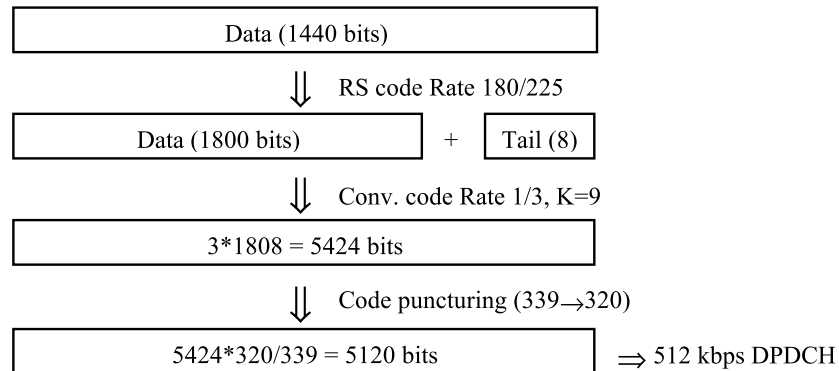 Data (1440 bits)
⇓ RS code Rate 180/225
Data (1800 bits) + Tail (8)
⇓ Conv. code Rate 1/3, K=9
3*1808 = 5424 bits
⇓ Code puncturing (339→320)
5424*320/339 = 5120 bits ⇒ 512 kbps DPDCH